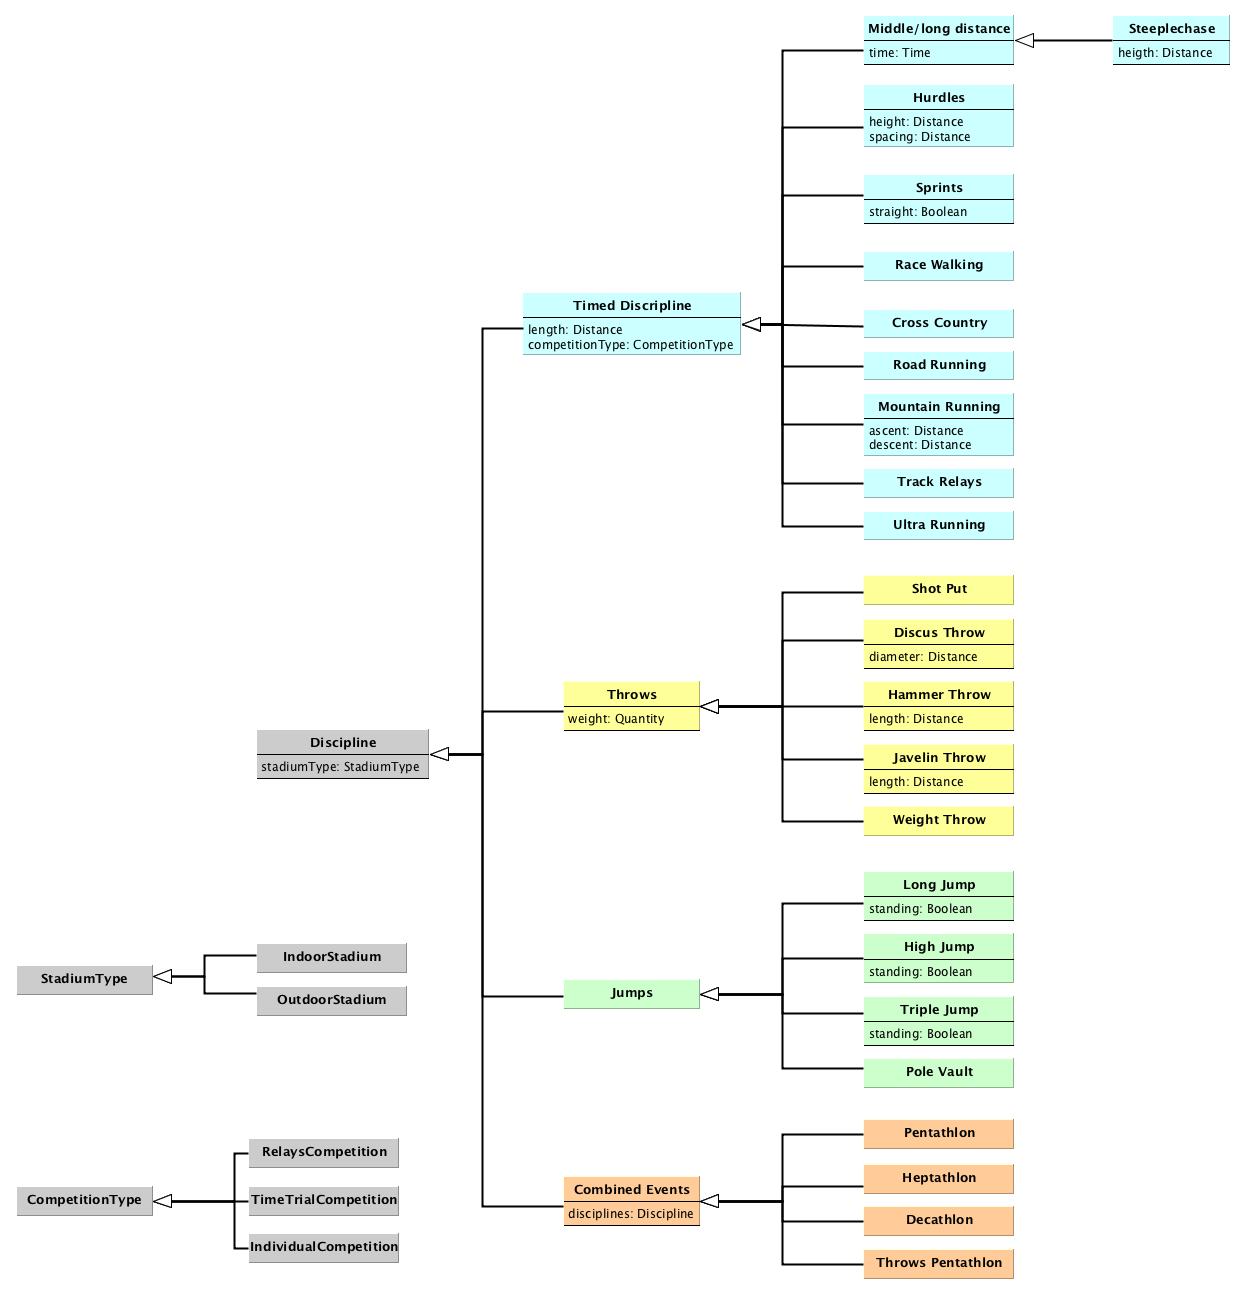 Middle/long distance
time: Time
Steeplechase
heigth: Distance
Hurdles
height: Distance
spacing: Distance
Sprints
straight: Boolean
Race Walking
Timed Discripline
length: Distance
competitionType: CompetitionType
Cross Country
Road Running
Mountain Running
ascent: Distance
descent: Distance
Track Relays
Ultra Running
Shot Put
Discus Throw
diameter: Distance
Throws
weight: Quantity
Hammer Throw
length: Distance
Discipline
stadiumType: StadiumType
Javelin Throw
length: Distance
Weight Throw
Long Jump
standing: Boolean
High Jump
standing: Boolean
StadiumType
IndoorStadium
OutdoorStadium
Jumps
Triple Jump
standing: Boolean
Pole Vault
Pentathlon
CompetitionType
RelaysCompetition
TimeTrialCompetition
IndividualCompetition
Combined Events
disciplines: Discipline
Heptathlon
Decathlon
Throws Pentathlon